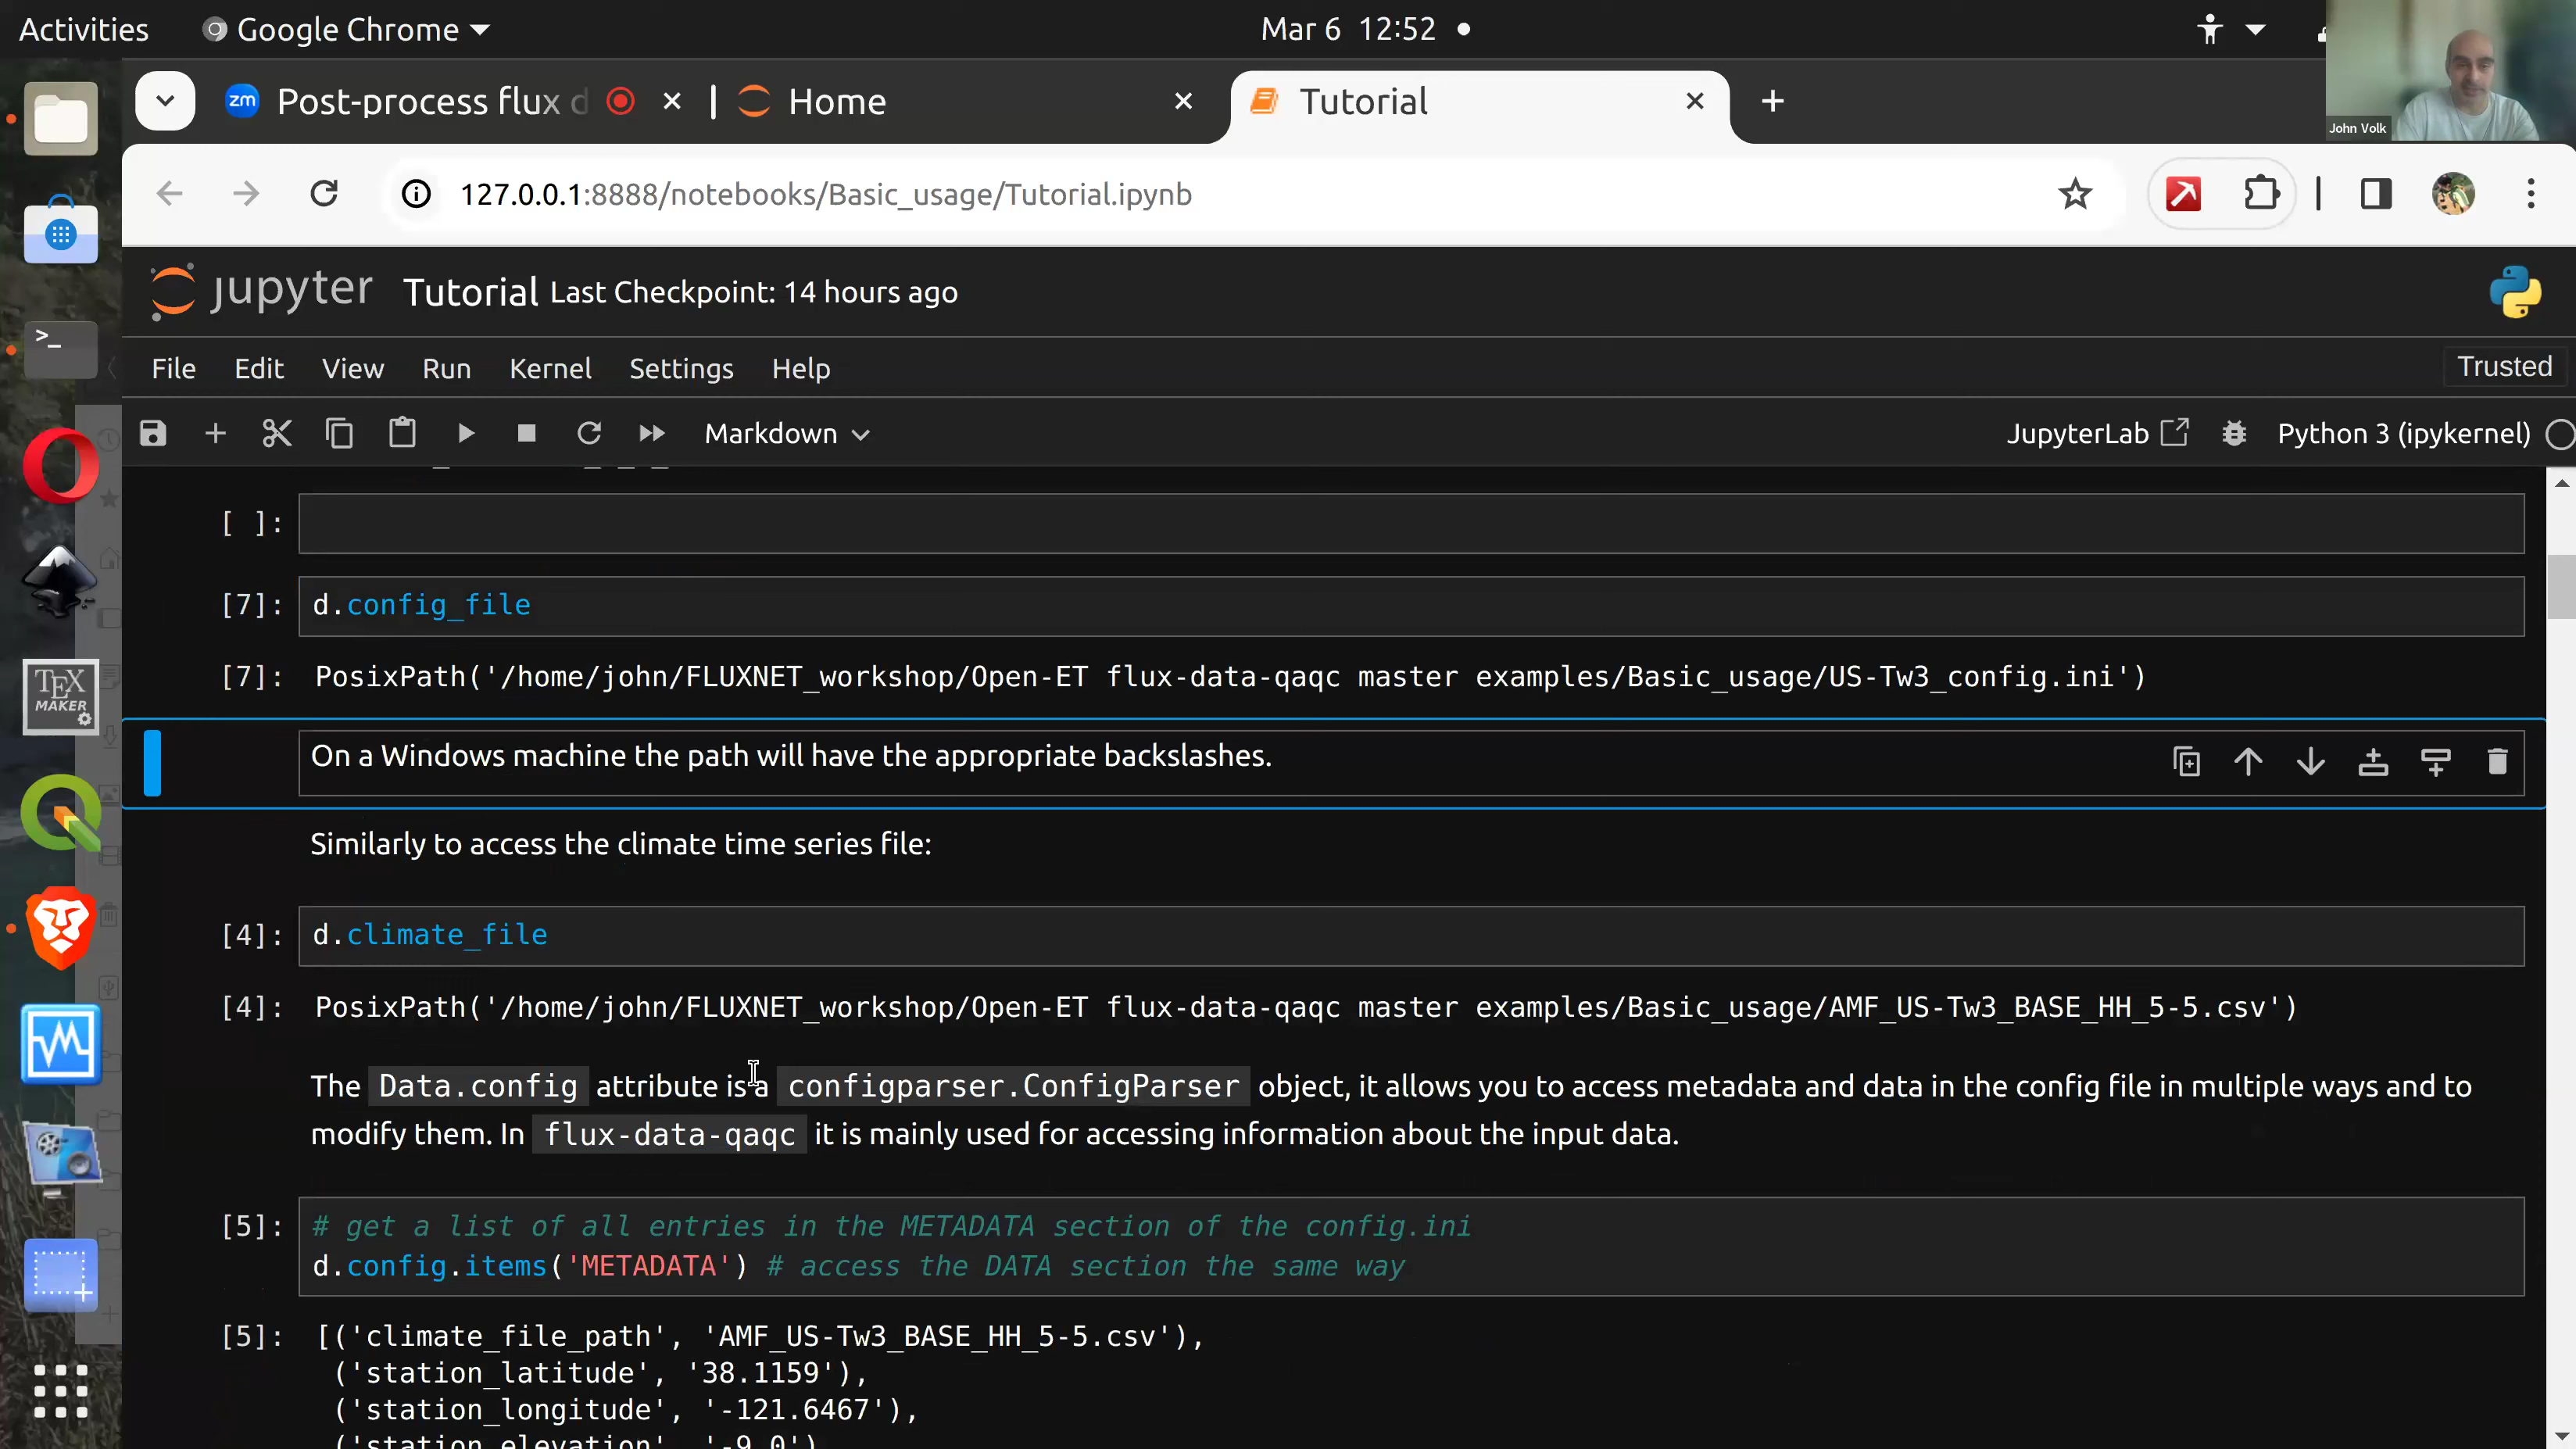 Activities
Google Chrome
Mar 6 12:52
John Volk
zm Post-process flux d
Home
Tutorial
127.0.0.1:8888/notebooks/Basic_usage/Tutorial.ipynb
jupyter Tutorial Last Checkpoint: 14 hours ago
File Edit View Run Kernel Settings Help
Trusted
Markdown
JupyterLab
Python 3 (ipykernel)
[ ]:
[7]: d.config_file
[7]: PosixPath('/home/john/FLUXNET_workshop/Open-ET flux-data-qaqc master examples/Basic_usage/US-Tw3_config.ini')
On a Windows machine the path will have the appropriate backslashes.
Similarly to access the climate time series file:
[4]: d.climate_file
[4]: PosixPath('/home/john/FLUXNET_workshop/Open-ET flux-data-qaqc master examples/Basic_usage/AMF_US-Tw3_BASE_HH_5-5.csv')
The Data.config attribute is a configparser.ConfigParser object, it allows you to access metadata and data in the config file in multiple ways and to
modify them. In flux-data-qaqc it is mainly used for accessing information about the input data.
[5]: # get a list of all entries in the METADATA section of the config.ini
d.config.items('METADATA') # access the DATA section the same way
[5]: [('climate_file_path', 'AMF_US-Tw3_BASE_HH_5-5.csv'),
('station_latitude', '38.1159'),
('station_longitude', '-121.6467'),
('station_elevation', '-9.0')
>_
TEX
MAKER